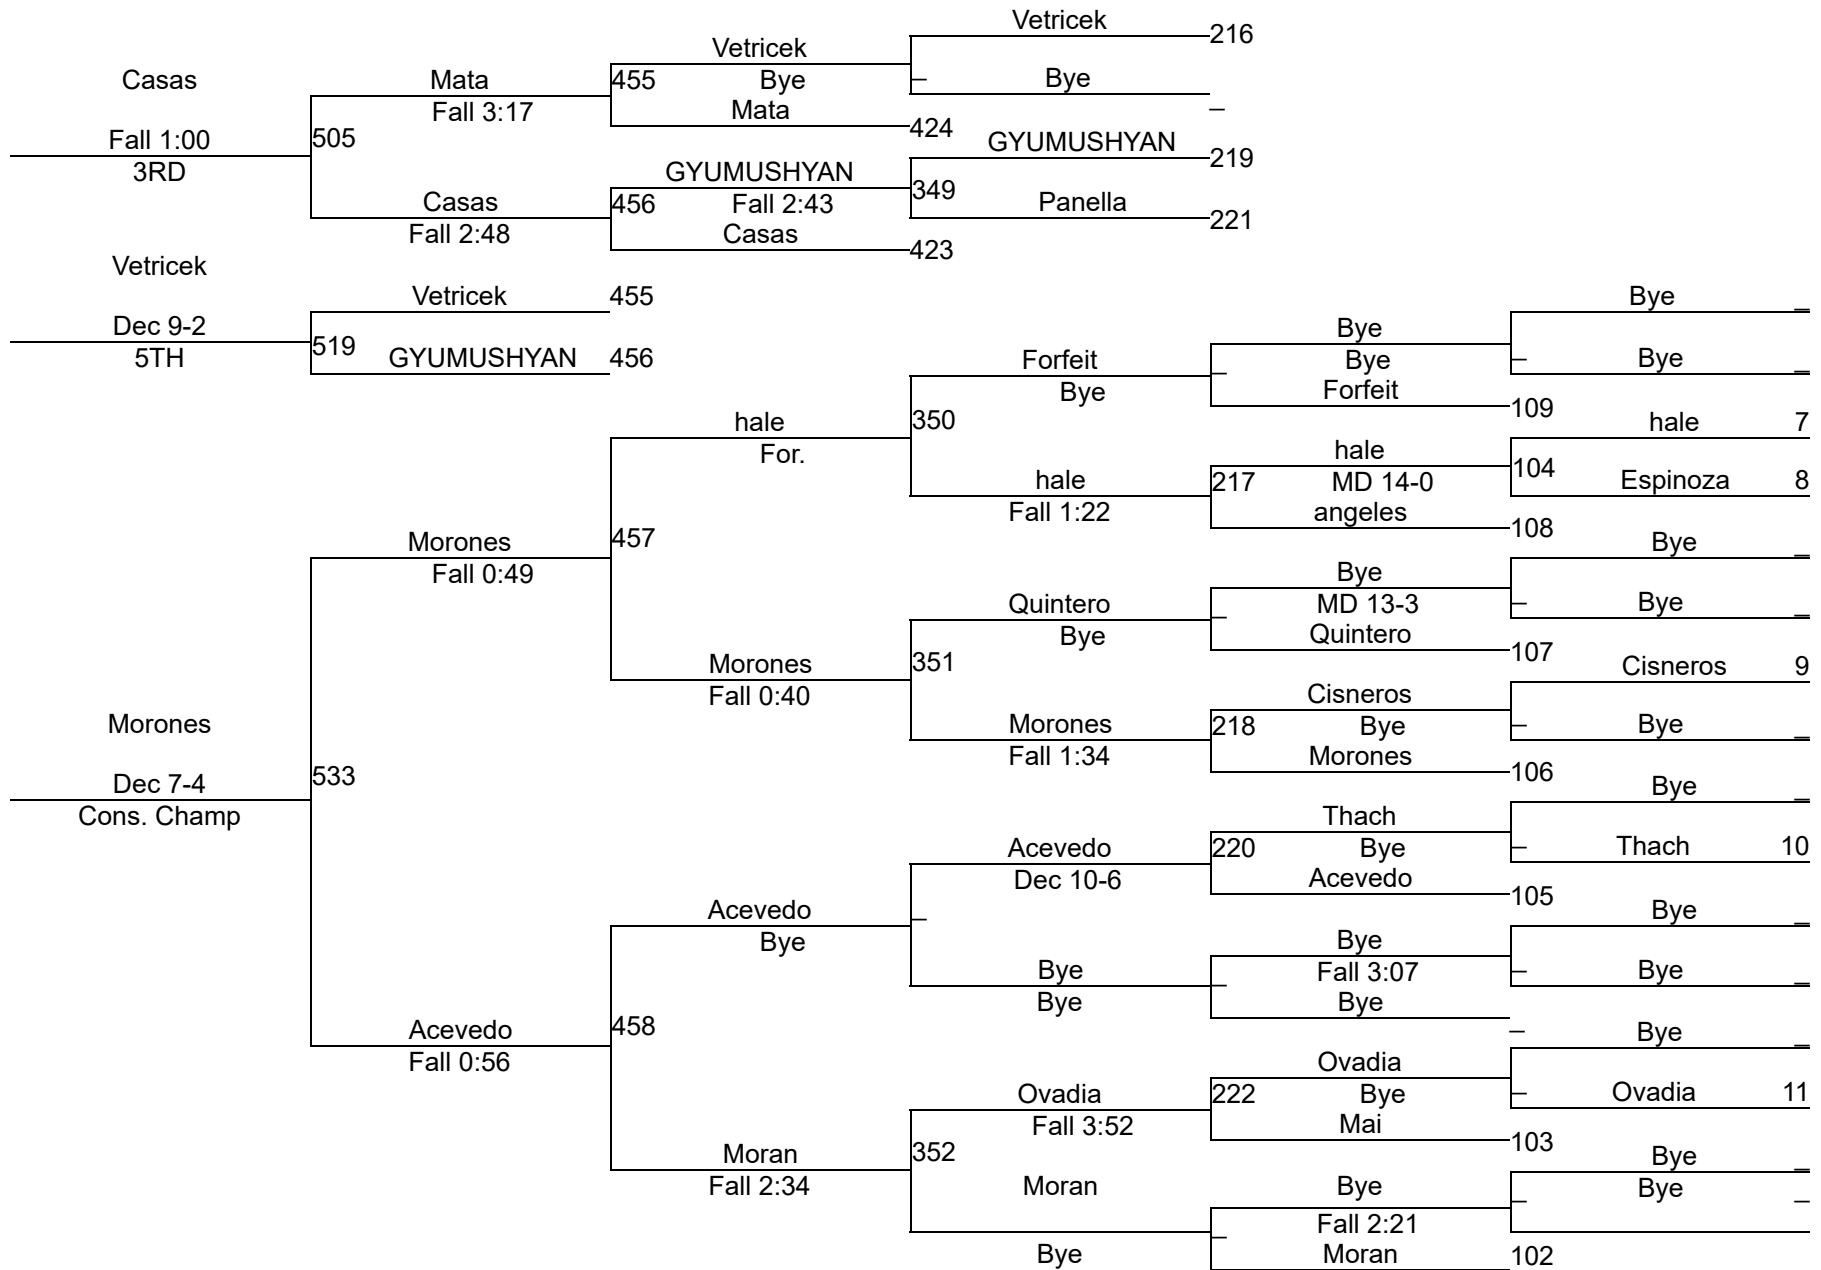 Vetricek
216
Vetricek
Casas
Mata
455
Bye
_
Bye
Fall 3:17
Mata
_
Fall 1:00
505
424
GYUMUSHYAN
219
3RD
GYUMUSHYAN
349
Casas
456
Fall 2:43
Panella
221
Fall 2:48
Casas
423
Vetricek
Vetricek
455
Bye
_
Dec 9-2
519
GYUMUSHYAN
456
5TH
Forfeit
Bye
_
Bye
_
Bye
_
Bye
Forfeit
109
hale
350
hale
7
For.
hale
104
Espinoza
8
hale
217
MD 14-0
Fall 1:22
angeles
108
Morones
457
Bye
_
Fall 0:49
Bye
_
Bye
_
Quintero
_
MD 13-3
Bye
Quintero
107
Morones
351
Cisneros
9
Fall 0:40
Cisneros
_
Bye
_
Morones
218
Bye
Fall 1:34
Morones
106
Morones
Bye
_
Dec 7-4
533
Thach
_
Thach
10
Cons. Champ
Acevedo
220
Bye
Dec 10-6
Acevedo
105
Acevedo
_
Bye
_
Bye
Bye
_
Bye
_
Bye
_
Fall 3:07
Bye
Bye
_
Acevedo
458
Bye
_
Fall 0:56
Ovadia
_
Ovadia
11
Ovadia
222
Bye
Fall 3:52
Mai
103
Moran
352
Bye
_
Fall 2:34
Moran
Bye
_
Bye
_
_
Fall 2:21
Bye
Moran
102